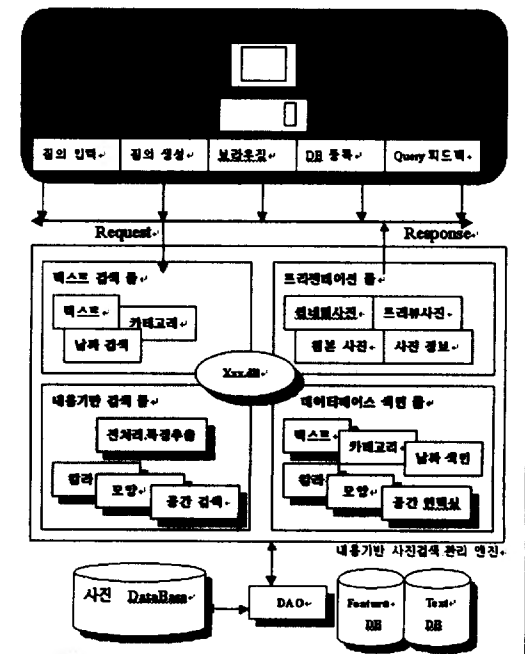 질의 입력
질의 생성
브라우징
DB 등록
Query 피드백
Request
Response
텍스트 검색 툴
텍스트
카테고리
날짜 검색
프리젠테이션 툴
썸네일사진
프리뷰사진
원본 사진
사진 정보
Xxx.dll
내용기반 검색 툴
전처리,특징추출
칼라
모양
공간 검색
데이터베이스 색인 툴
텍스트
카테고리
날짜 색인
칼라
모양
공간 인덱싱
내용기반 사진검색 관리 엔진
사진 DataBase
DAO
Feature
DB
Text
DB